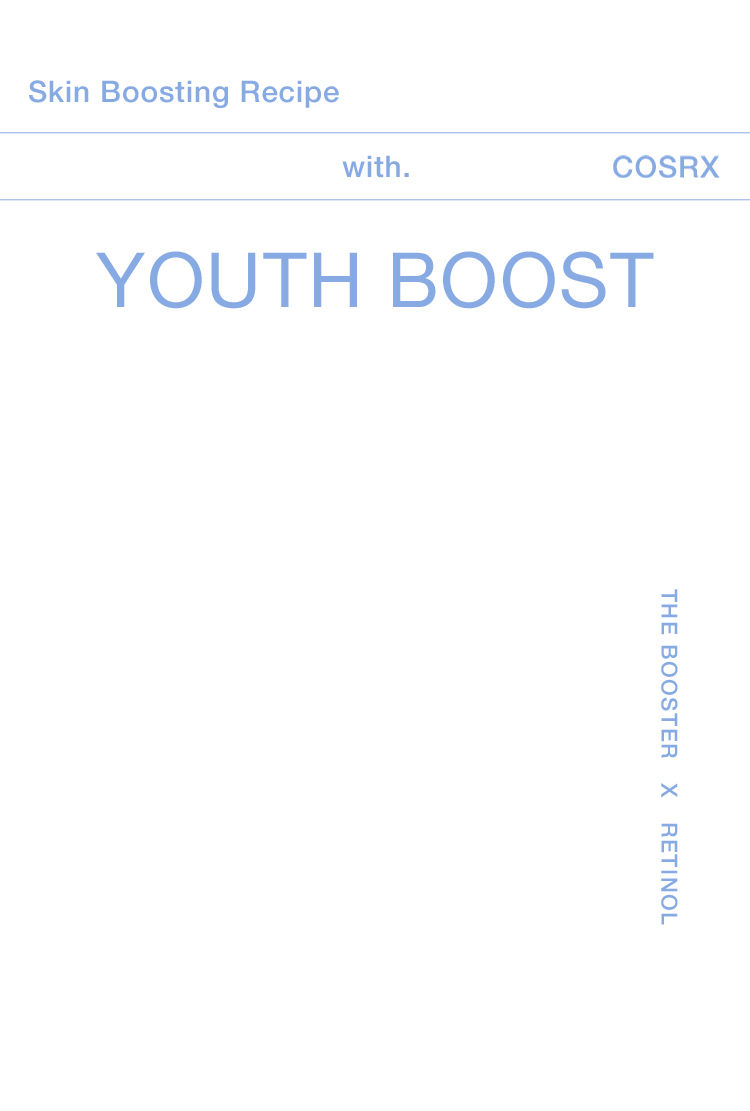 Skin Boosting Recipe
with. COSRX
YOUTH BOOST
THE BOOSTER X RETINOL